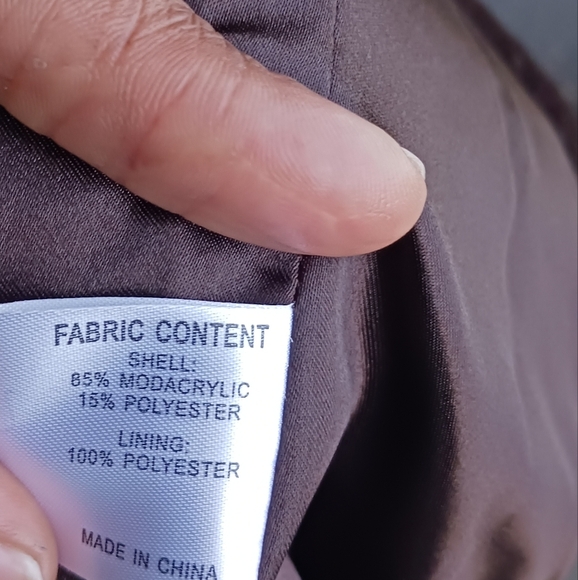 FABRIC CONTENT
SHELL:
85% MODACRYLIC
15% POLYESTER
LINING:
100% POLYESTER
MADE IN CHINA